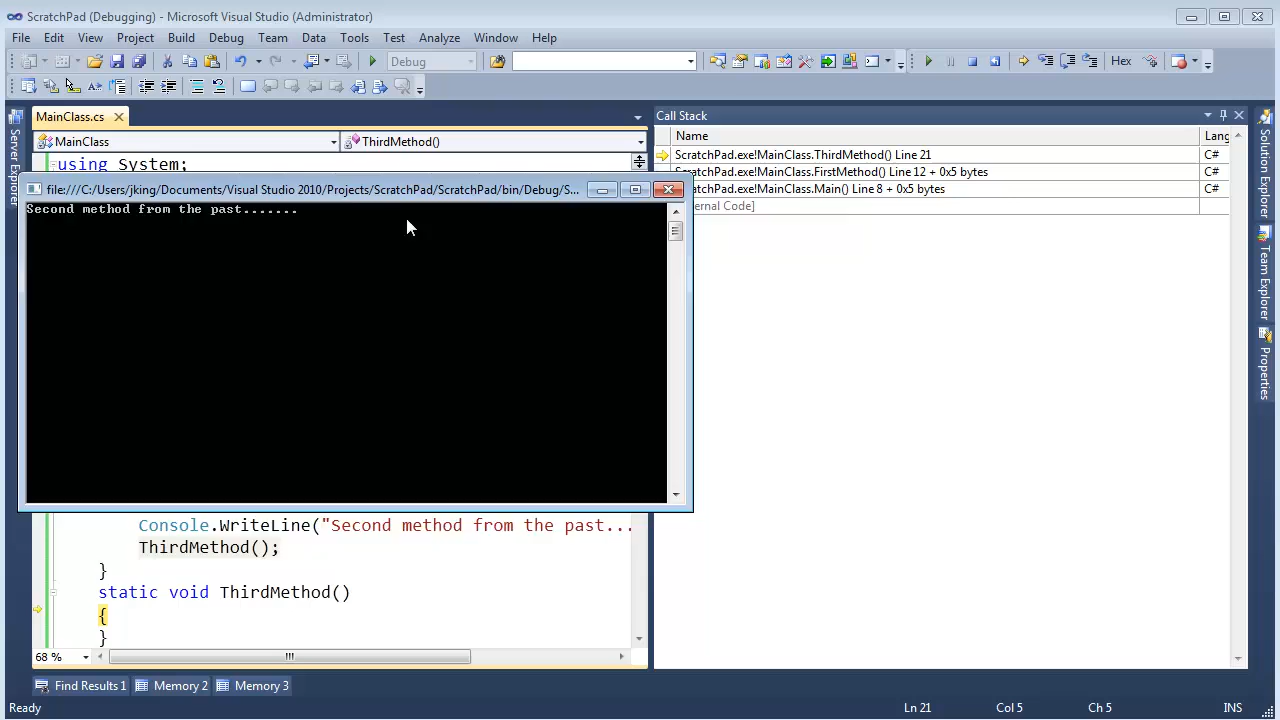 ScratchPad (Debugging) - Microsoft Visual Studio (Administrator)
File Edit View Project Build Debug Team Data Tools Test Analyze Window Help
Debug
Hex
MainClass.cs
Call Stack
MainClass ThirdMethod()
Name Lang
using System;
ScratchPad.exe!MainClass.ThirdMethod() Line 21 C#
ScratchPad.exe!MainClass.FirstMethod() Line 12 + 0x5 bytes C#
ScratchPad.exe!MainClass.Main() Line 8 + 0x5 bytes C#
ernal Code]
file:///C:/Users/jking/Documents/Visual Studio 2010/Projects/ScratchPad/ScratchPad/bin/Debug/S...
Second method from the past.......
Console.WriteLine("Second method from the past...
ThirdMethod();
}
static void ThirdMethod()
{
}
68 %
Find Results 1 Memory 2 Memory 3
Ready Ln 21 Col 5 Ch 5 INS
Server Explorer
Solution Explorer
Team Explorer
Properties